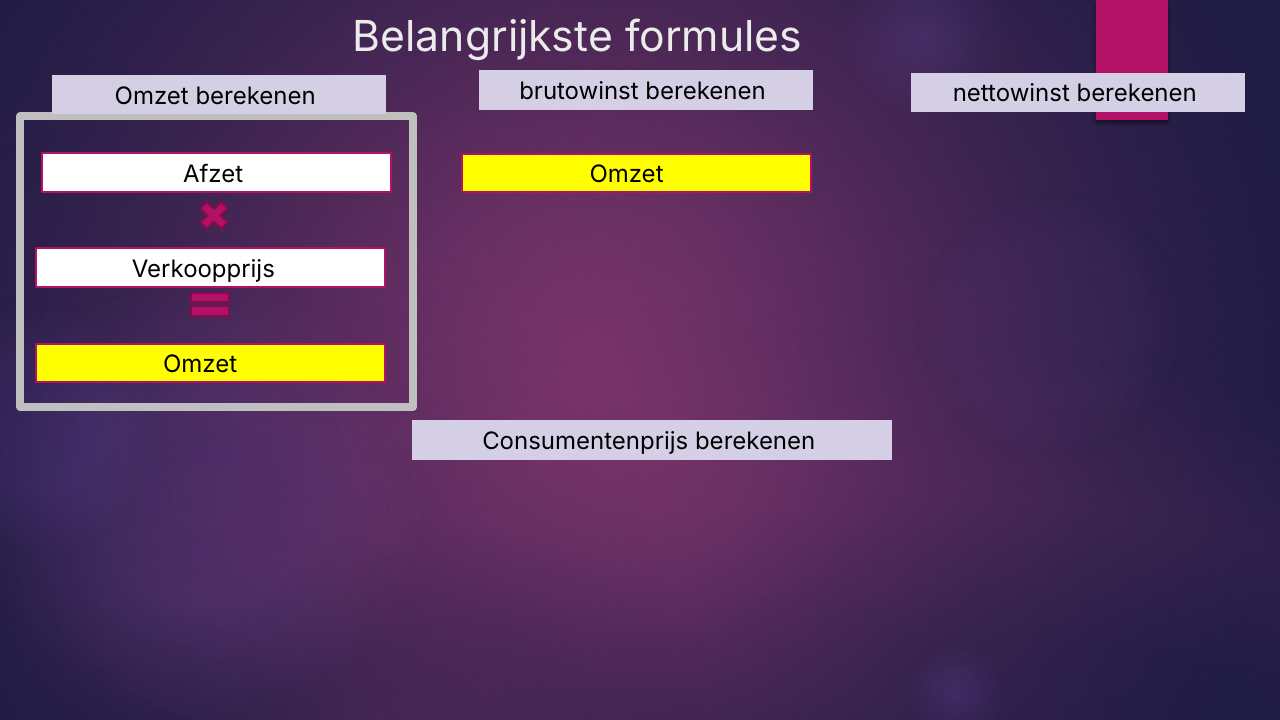 Belangrijkste formules
Omzet berekenen
brutowinst berekenen
nettowinst berekenen
Afzet
Omzet
Verkoopprijs
Omzet
Consumentenprijs berekenen